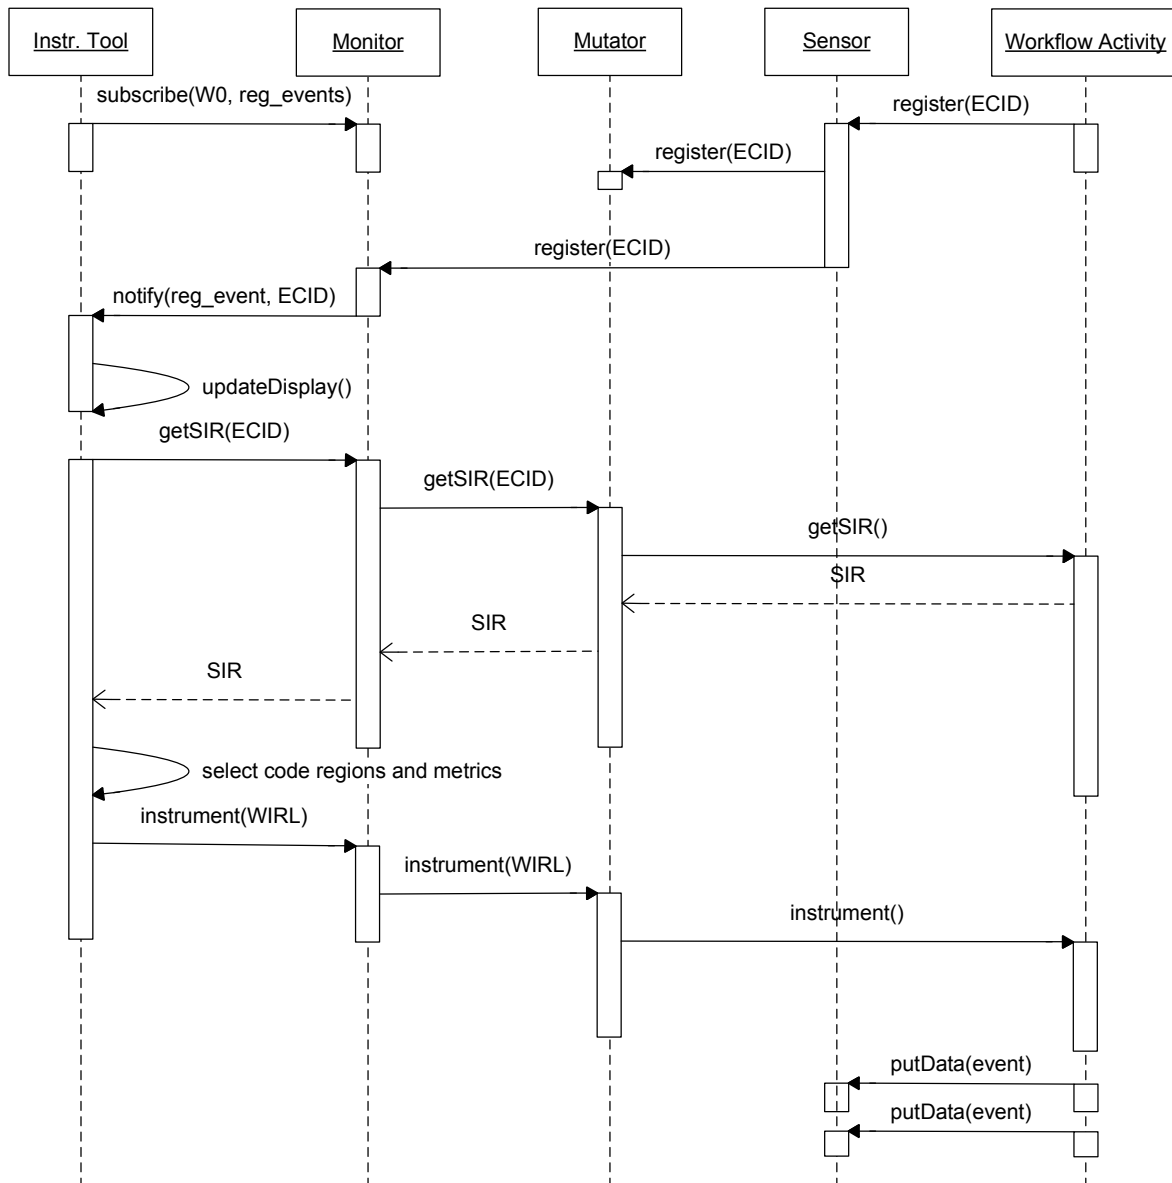 Instr. Tool
Monitor
Mutator
Sensor
Workflow Activity
subscribe(W0, reg_events)
register(ECID)
register(ECID)
register(ECID)
notify(reg_event, ECID)
updateDisplay()
getSIR(ECID)
getSIR(ECID)
getSIR()
SIR
SIR
SIR
select code regions and metrics
instrument(WIRL)
instrument(WIRL)
instrument()
putData(event)
putData(event)